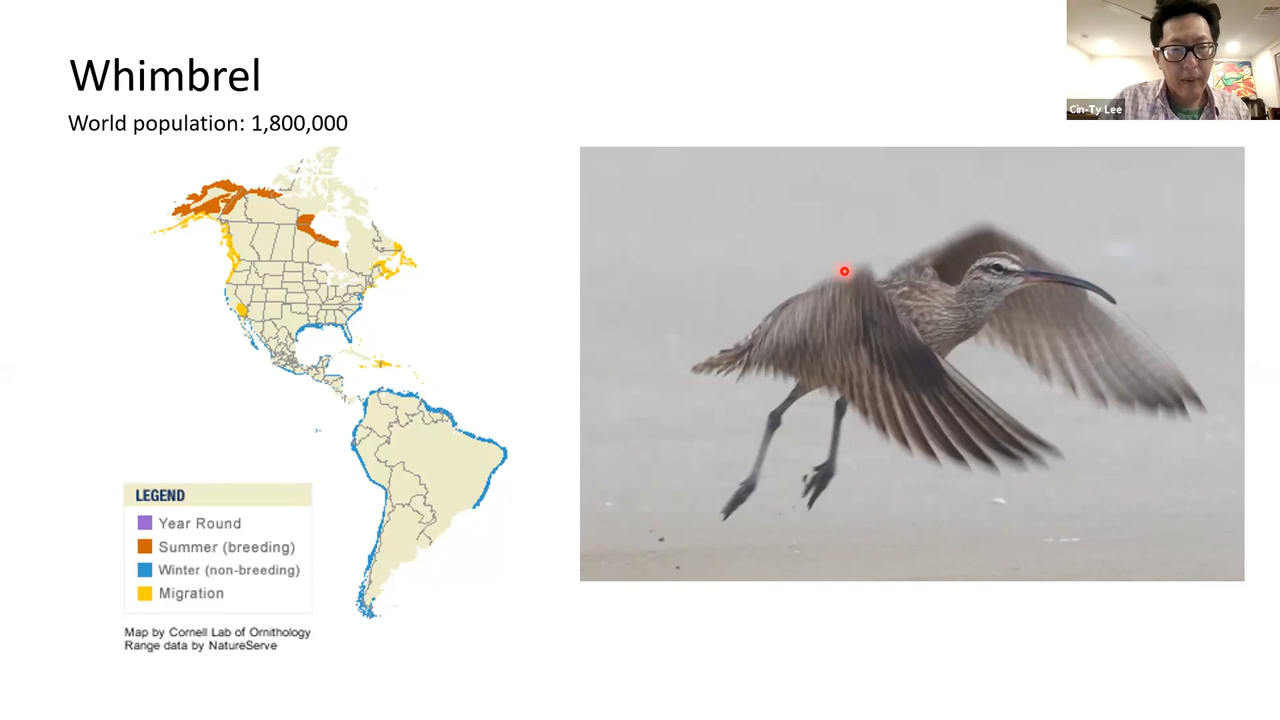 Whimbrel
World population: 1,800,000
Cin-Ty Lee
LEGEND
Year Round
Summer (breeding)
Winter (non-breeding)
Migration
Map by Cornell Lab of Ornithology
Range data by NatureServe